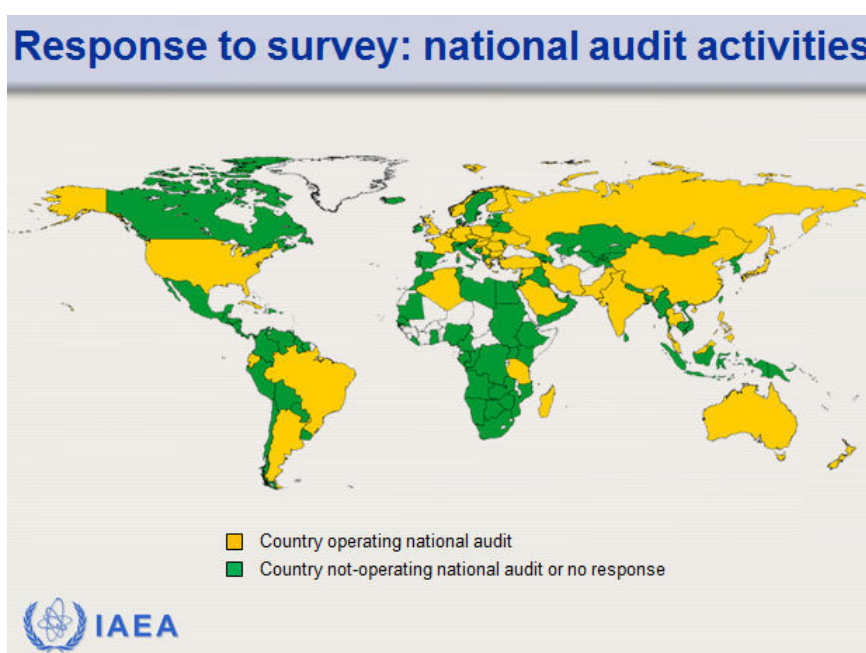 Response to survey: national audit activities
Country operating national audit
Country not-operating national audit or no response
IAEA